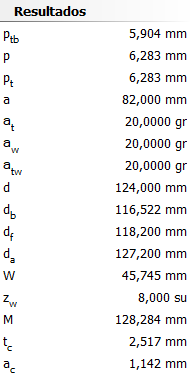 Resultados
ptb 5,904 mm
p 6,283 mm
pt 6,283 mm
a 82,000 mm
at 20,0000 gr
aw 20,0000 gr
atw 20,0000 gr
d 124,000 mm
db 116,522 mm
df 118,200 mm
da 127,200 mm
W 45,745 mm
zw 8,000 su
M 128,284 mm
tc 2,517 mm
ac 1,142 mm